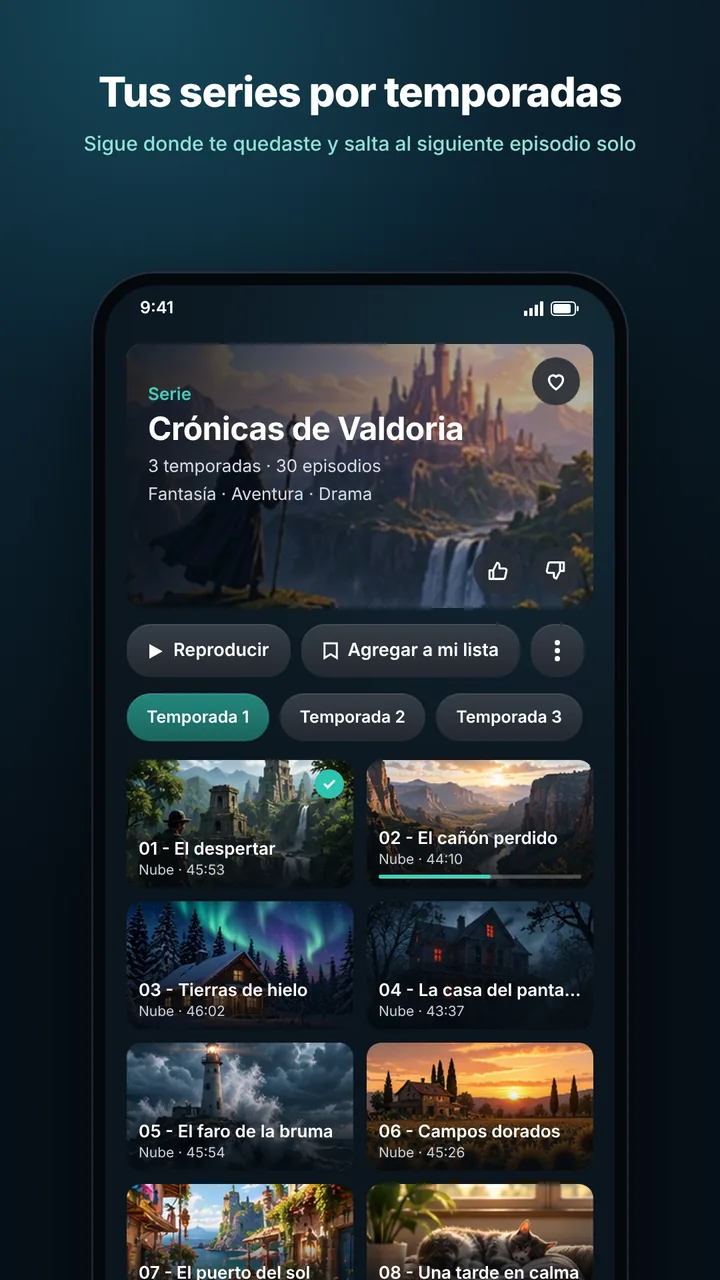 Tus series por temporadas
Sigue donde te quedaste y salta al siguiente episodio solo
9:41
Serie
Crónicas de Valdoria
3 temporadas · 30 episodios
Fantasía · Aventura · Drama
Reproducir
Agregar a mi lista
Temporada 1
Temporada 2
Temporada 3
01 - El despertar
Nube · 45:53
02 - El cañón perdido
Nube · 44:10
03 - Tierras de hielo
Nube · 46:02
04 - La casa del panta...
Nube · 43:37
05 - El faro de la bruma
Nube · 45:54
06 - Campos dorados
Nube · 45:26
07 - El puerto del sol
08 - Una tarde en calma